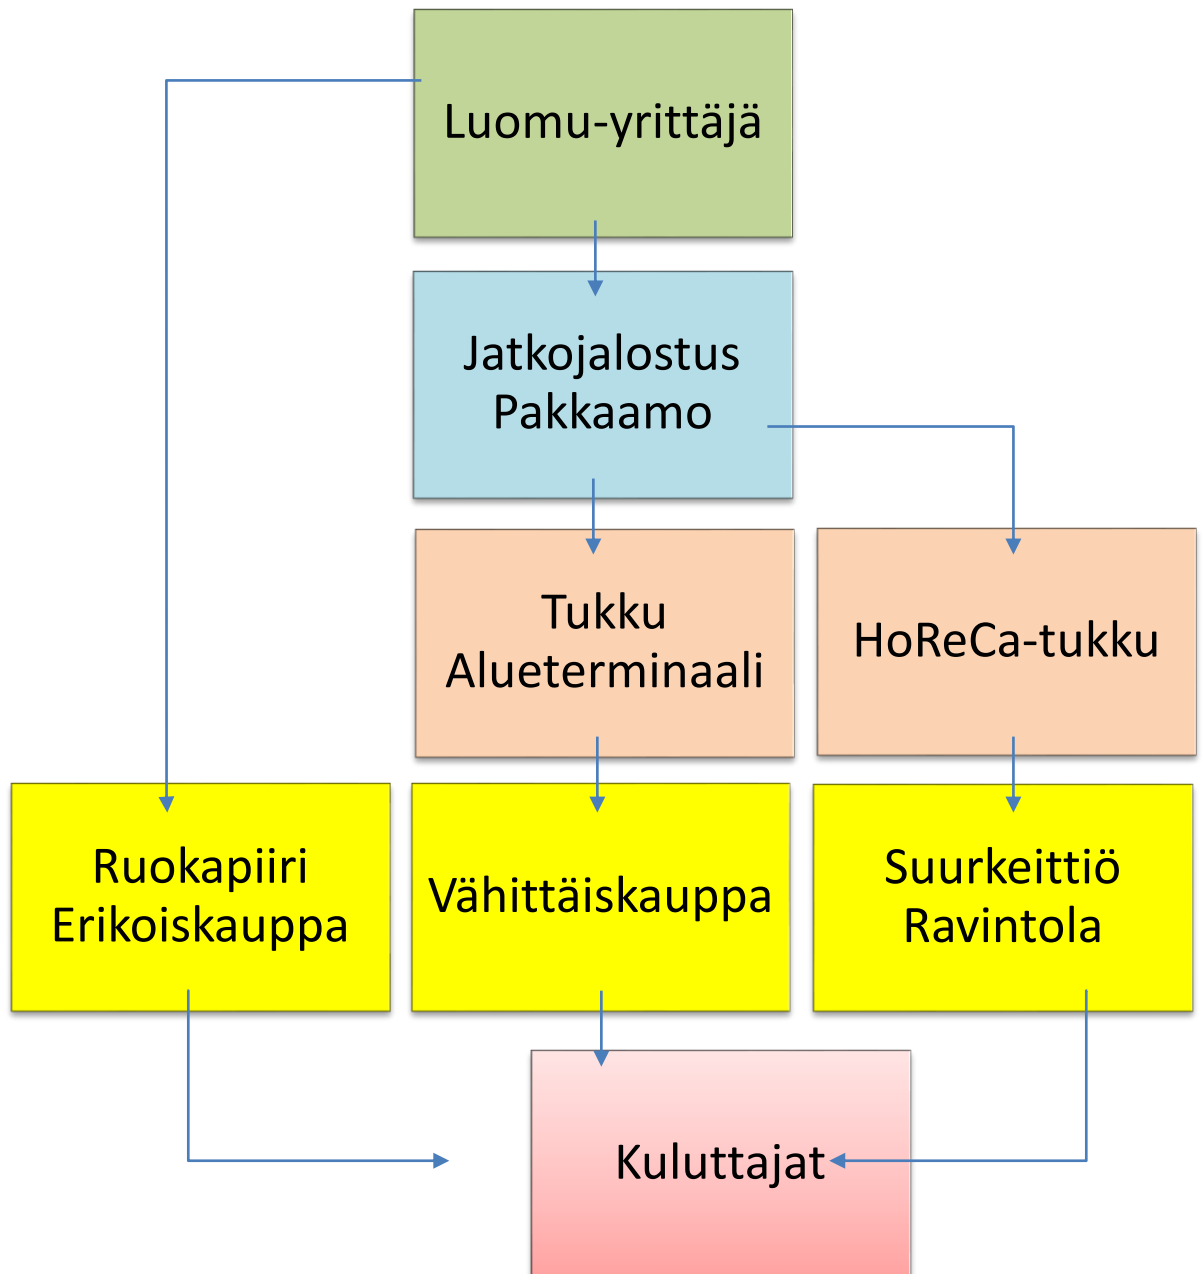 Luomu-yrittäjä
Jatkojalostus
Pakkaamo
Tukku
Alueterminaali
HoReCa-tukku
Ruokapiiri
Erikoiskauppa
Vähittäiskauppa
Suurkeittiö
Ravintola
Kuluttajat